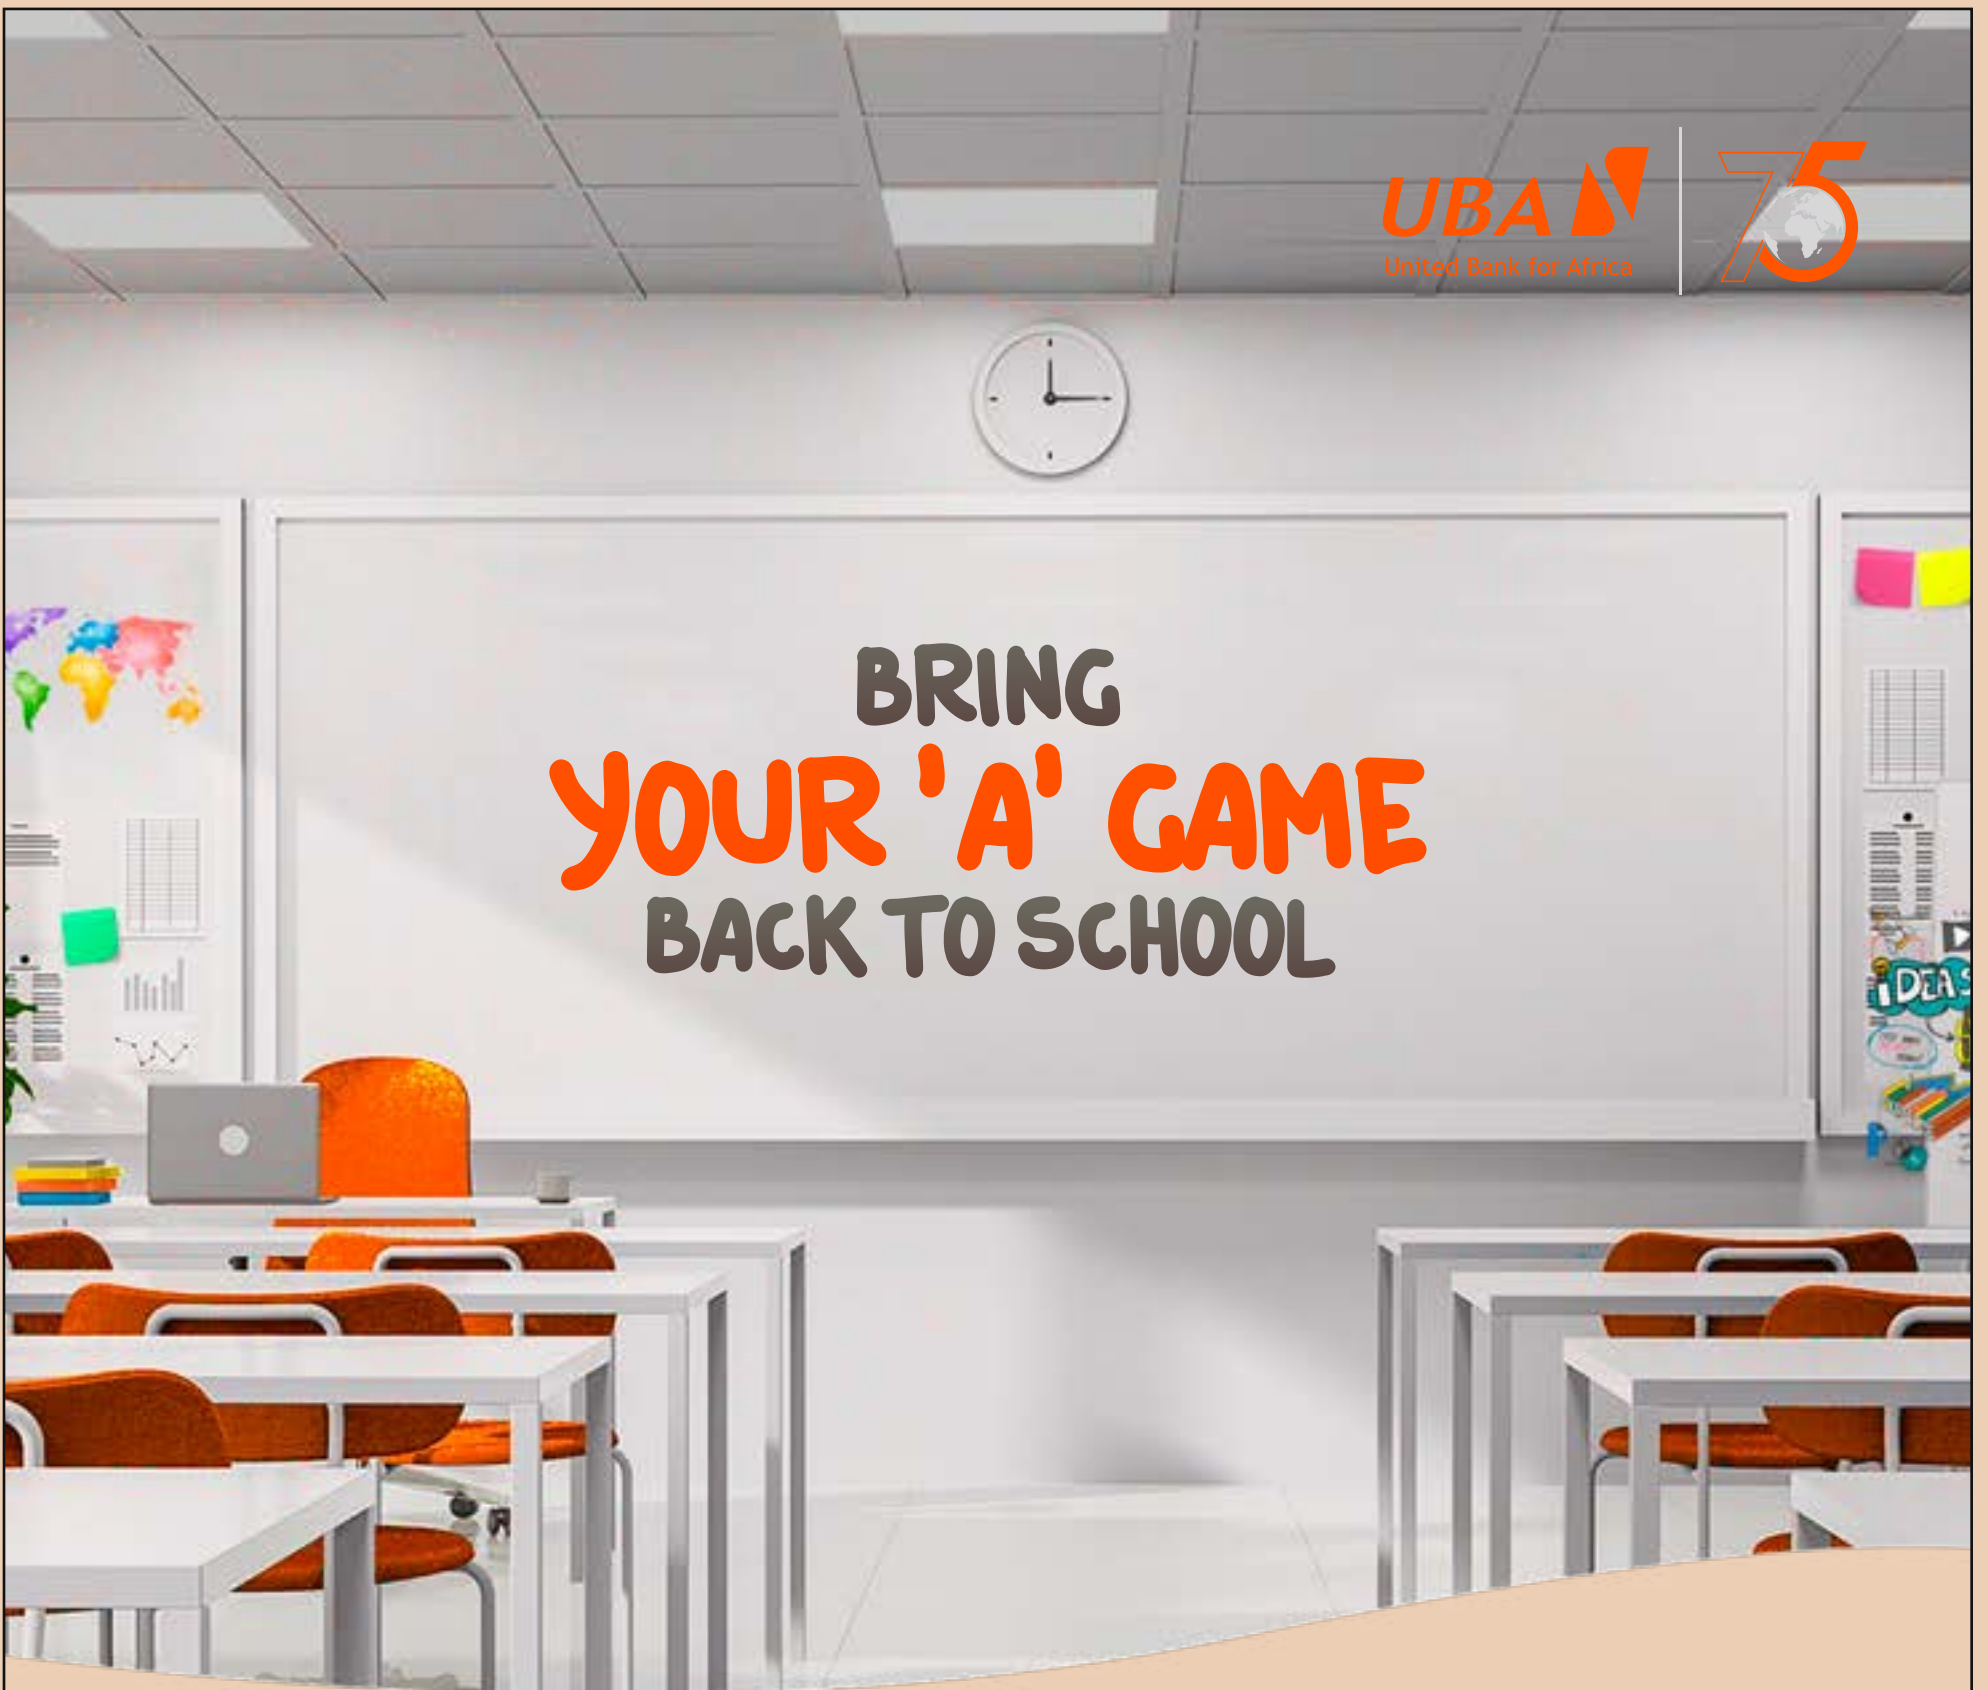 UBA
United Bank for Africa
75
BRING
YOUR 'A' GAME
BACK TO SCHOOL
IDEAS